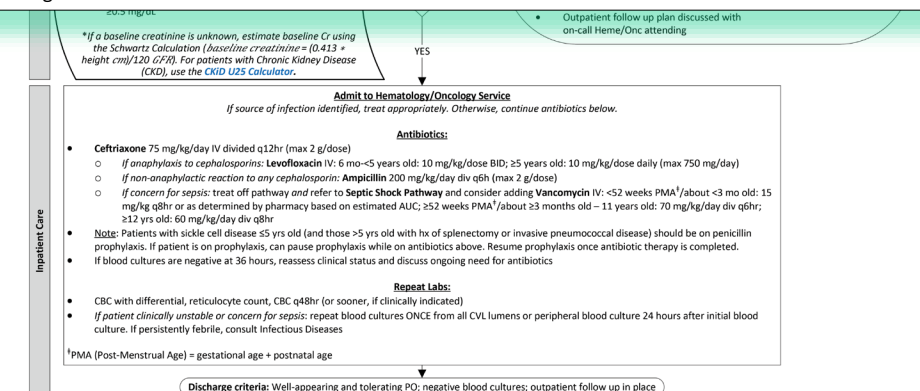 ≥0.5 mg/dL
*If a baseline creatinine is unknown, estimate baseline Cr using
the Schwartz Calculation (baseline creatinine = (0.413 *
height cm)/120 GFR). For patients with Chronic Kidney Disease
(CKD), use the CKiD U25 Calculator.
YES
• Outpatient follow up plan discussed with
on-call Heme/Onc attending
Inpatient Care
Admit to Hematology/Oncology Service
If source of infection identified, treat appropriately. Otherwise, continue antibiotics below.
Antibiotics:
• Ceftriaxone 75 mg/kg/day IV divided q12hr (max 2 g/dose)
o If anaphylaxis to cephalosporins: Levofloxacin IV: 6 mo-<5 years old: 10 mg/kg/dose BID; ≥5 years old: 10 mg/kg/dose daily (max 750 mg/day)
o If non-anaphylactic reaction to any cephalosporin: Ampicillin 200 mg/kg/day div q6h (max 2 g/dose)
o If concern for sepsis: treat off pathway and refer to Septic Shock Pathway and consider adding Vancomycin IV: <52 weeks PMA‡/about <3 mo old: 15
mg/kg q8hr or as determined by pharmacy based on estimated AUC; ≥52 weeks PMA‡/about ≥3 months old – 11 years old: 70 mg/kg/day div q6hr;
≥12 yrs old: 60 mg/kg/day div q8hr
• Note: Patients with sickle cell disease ≤5 yrs old (and those >5 yrs old with hx of splenectomy or invasive pneumococcal disease) should be on penicillin
prophylaxis. If patient is on prophylaxis, can pause prophylaxis while on antibiotics above. Resume prophylaxis once antibiotic therapy is completed.
• If blood cultures are negative at 36 hours, reassess clinical status and discuss ongoing need for antibiotics
Repeat Labs:
• CBC with differential, reticulocyte count, CBC q48hr (or sooner, if clinically indicated)
• If patient clinically unstable or concern for sepsis: repeat blood cultures ONCE from all CVL lumens or peripheral blood culture 24 hours after initial blood
culture. If persistently febrile, consult Infectious Diseases
‡PMA (Post-Menstrual Age) = gestational age + postnatal age
Discharge criteria: Well-appearing and tolerating PO; negative blood cultures; outpatient follow up in place